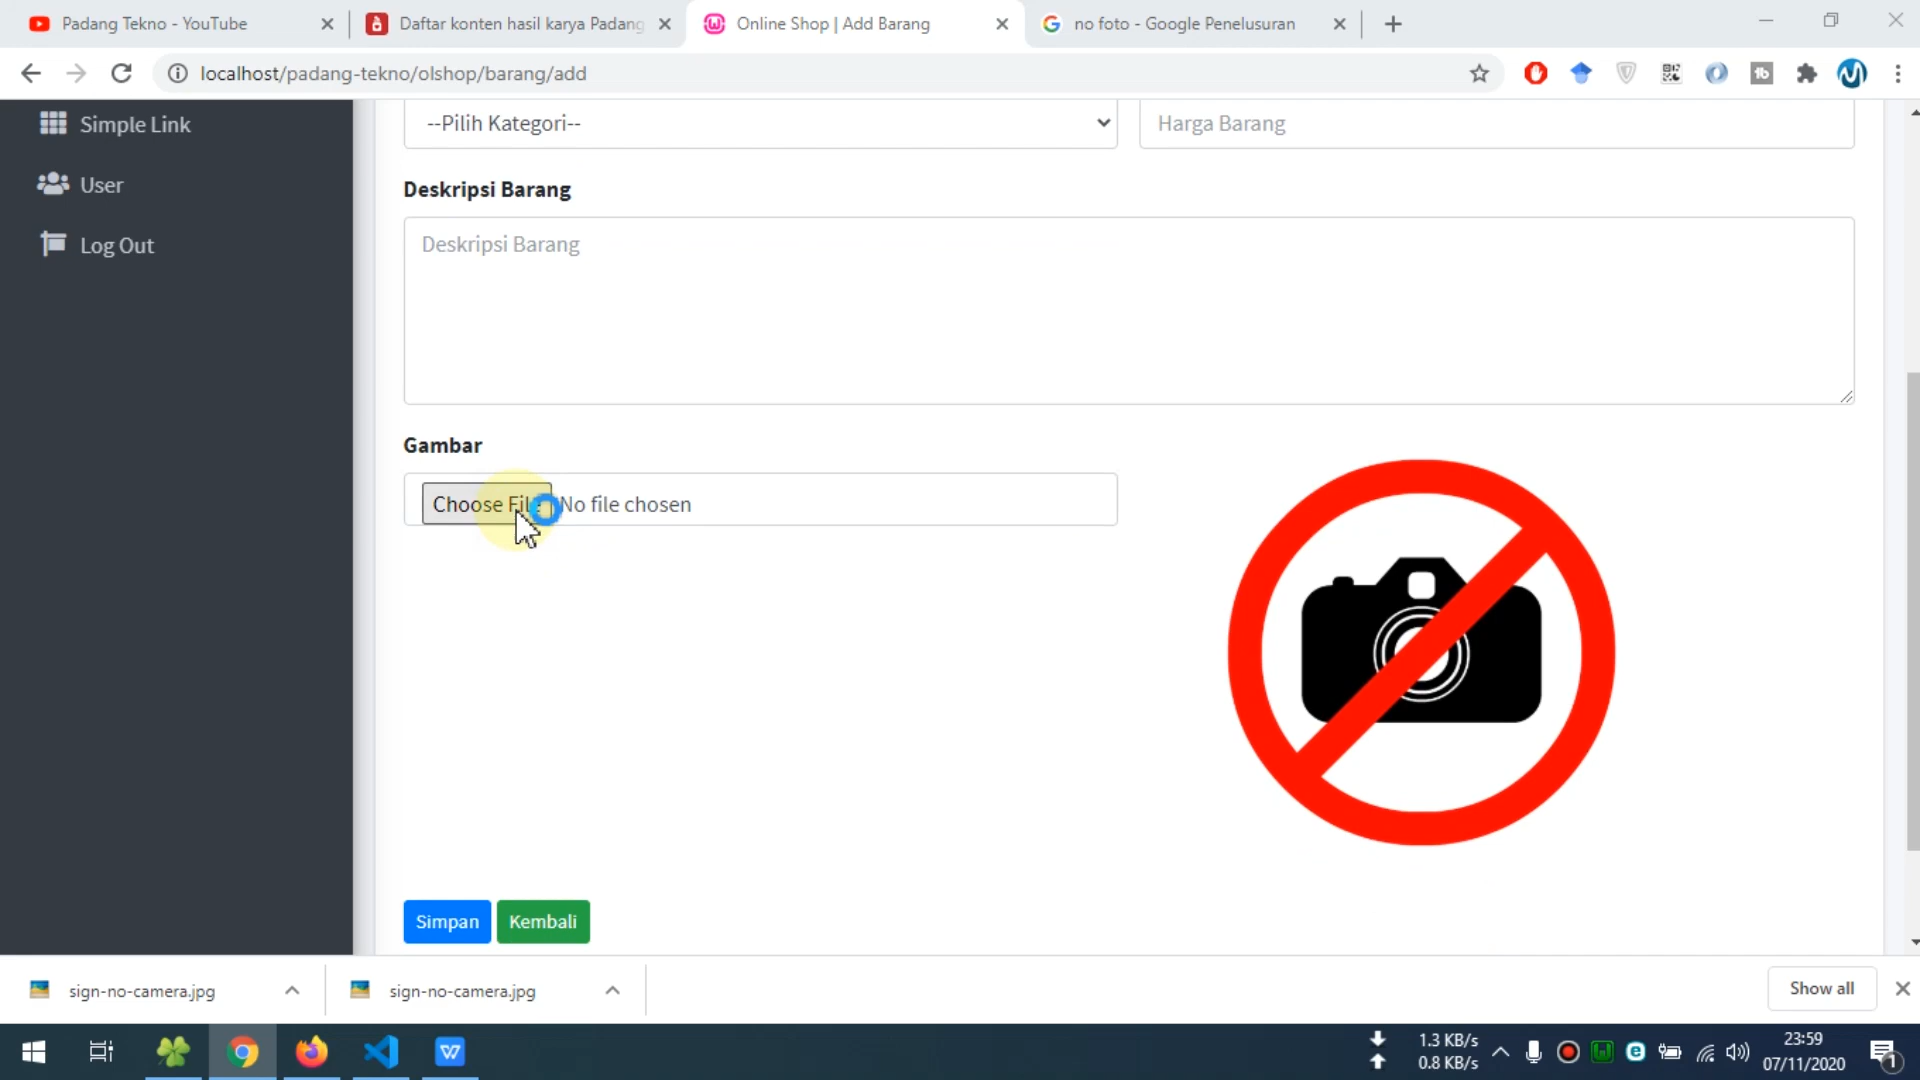 Padang Tekno - YouTube
Daftar konten hasil karya Padang
Online Shop | Add Barang
no foto - Google Penelusuran
localhost/padang-tekno/olshop/barang/add
Simple Link
--Pilih Kategori--
Harga Barang
User
Deskripsi Barang
Log Out
Deskripsi Barang
Gambar
Choose File No file chosen
Simpan
Kembali
sign-no-camera.jpg
sign-no-camera.jpg
Show all
1.3 KB/s
0.8 KB/s
23:59
07/11/2020
1